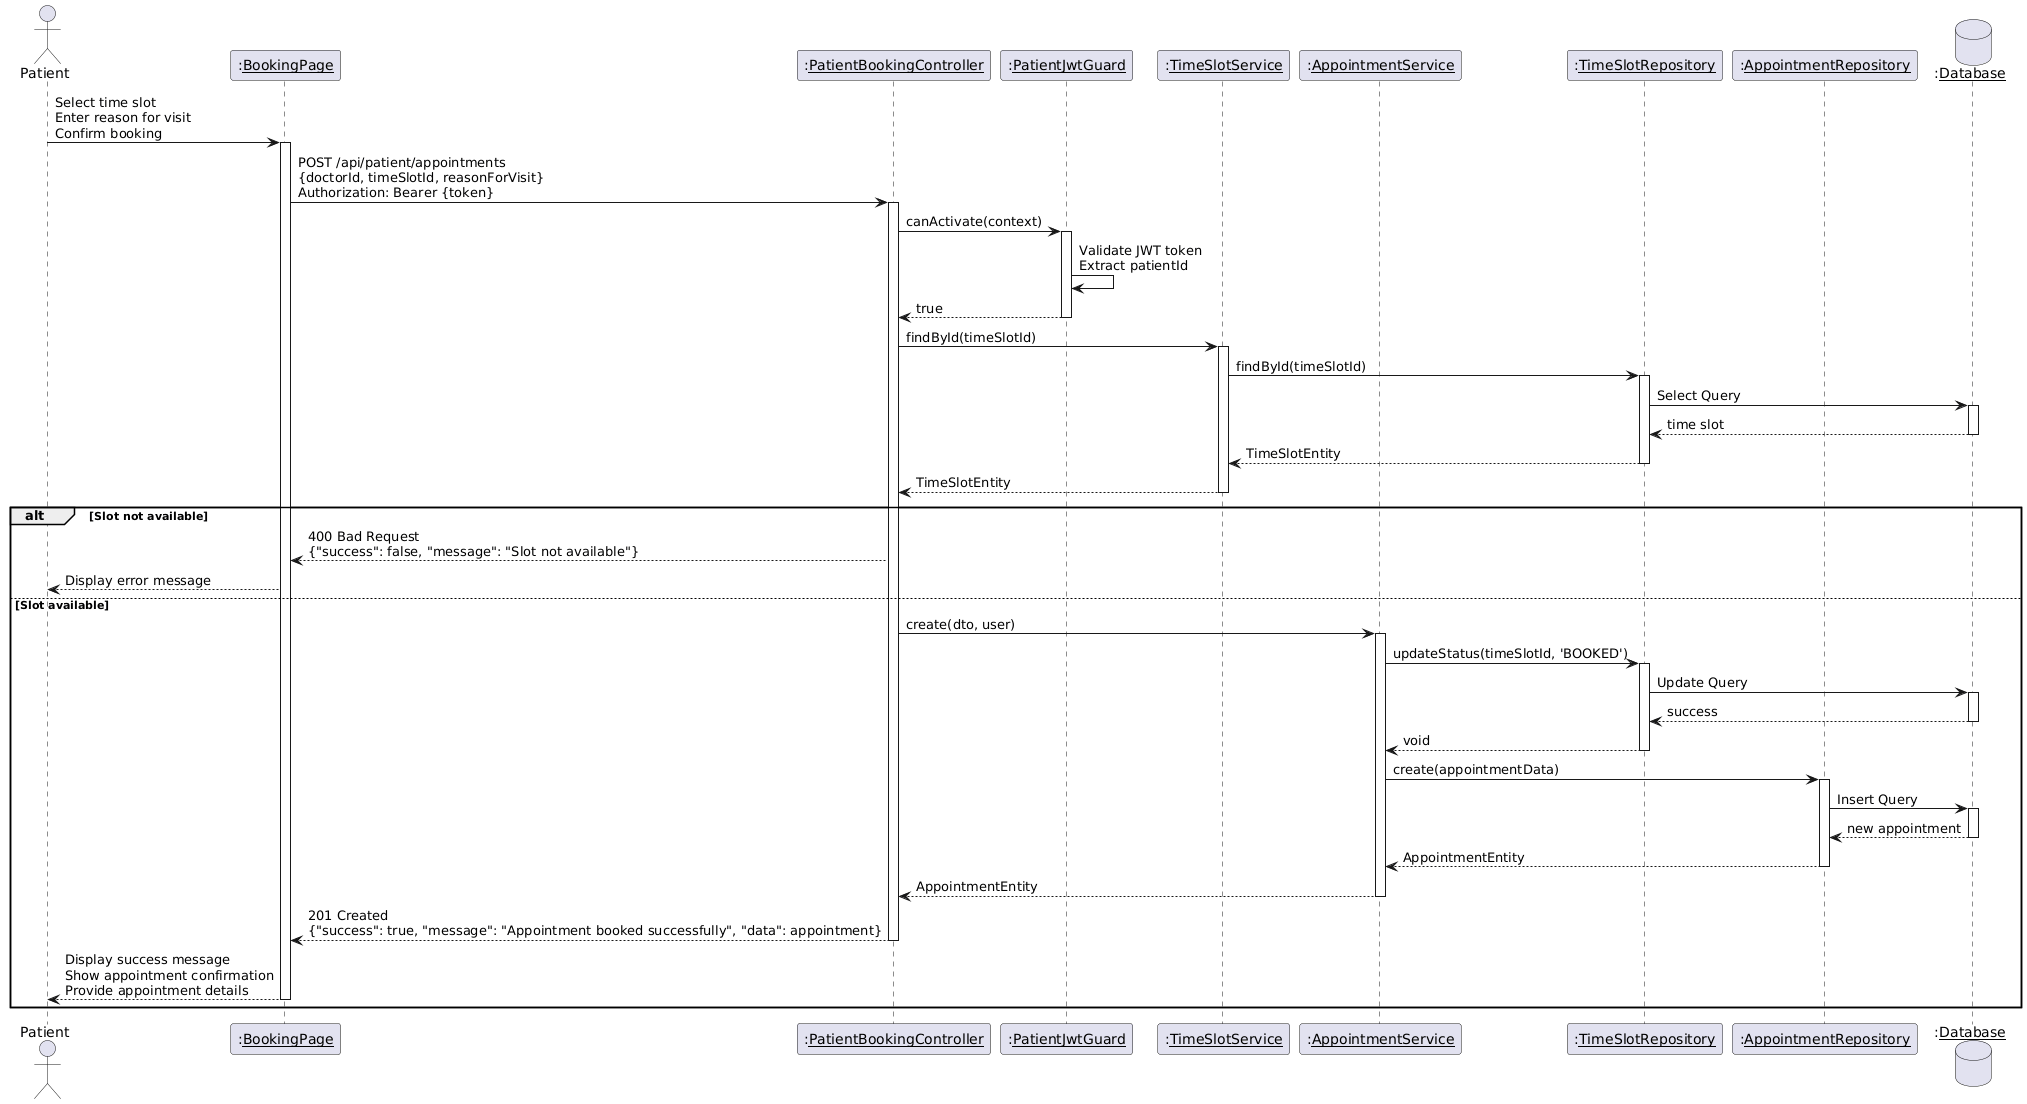 Patient
:BookingPage
:PatientBookingController
:PatientJwtGuard
:TimeSlotService
:AppointmentService
:TimeSlotRepository
:AppointmentRepository
:Database
Select time slot
Enter reason for visit
Confirm booking
POST /api/patient/appointments
{doctorId, timeSlotId, reasonForVisit}
Authorization: Bearer {token}
canActivate(context)
Validate JWT token
Extract patientId
true
findById(timeSlotId)
findById(timeSlotId)
Select Query
time slot
TimeSlotEntity
TimeSlotEntity
alt
[Slot not available]
400 Bad Request
{"success": false, "message": "Slot not available"}
Display error message
[Slot available]
create(dto, user)
updateStatus(timeSlotId, 'BOOKED')
Update Query
success
void
create(appointmentData)
Insert Query
new appointment
AppointmentEntity
AppointmentEntity
201 Created
{"success": true, "message": "Appointment booked successfully", "data": appointment}
Display success message
Show appointment confirmation
Provide appointment details
Patient
:BookingPage
:PatientBookingController
:PatientJwtGuard
:TimeSlotService
:AppointmentService
:TimeSlotRepository
:AppointmentRepository
:Database